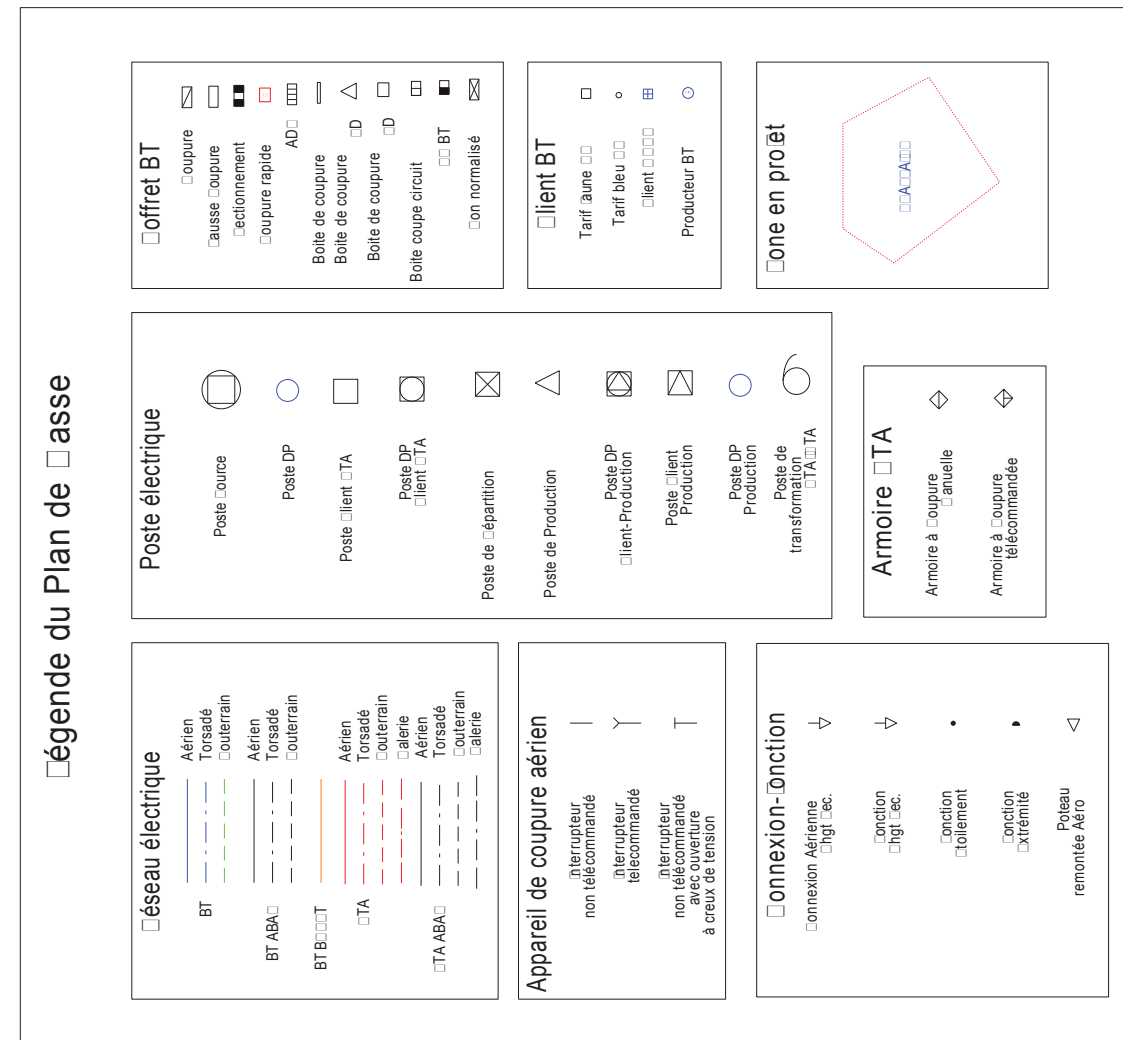 □égende du Plan de □asse
□éseau électrique
BT
Aérien
Torsadé
□outerrain
BT ABA□
Aérien
Torsadé
□outerrain
BT B□□□T
□TA
Aérien
Torsadé
□outerrain
□alerie
□TA ABA□
Aérien
Torsadé
□outerrain
□alerie
Poste électrique
Poste □ource
Poste DP
Poste □lient □TA
Poste DP
□lient □TA
Poste de □épartition
Poste de Production
Poste DP
□lient-Production
Poste □lient
Production
Poste DP
Production
Poste de
transformation
□TA□□TA
□offret BT
□oupure
□ausse □oupure
□ectionnement
□oupure rapide
AD□
Boite de coupure
Boite de coupure
□D
Boite de coupure
□D
Boite coupe circuit
□□ BT
□on normalisé
Appareil de coupure aérien
□nterrupteur
non télécommandé
□nterrupteur
telecommandé
□nterrupteur
non télécommandé
avec ouverture
à creux de tension
□lient BT
Tarif □aune □□
Tarif bleu □□
□lient □□□□
Producteur BT
□onnexion-□onction
□onnexion Aérienne
□hgt □ec.
□onction
□hgt □ec.
□onction
□toilement
□onction
□xtrémité
Poteau
remontée Aéro
Armoire □TA
Armoire à □oupure
□anuelle
Armoire à □oupure
télécommandée
□one en pro□et
□□A□□A□□□